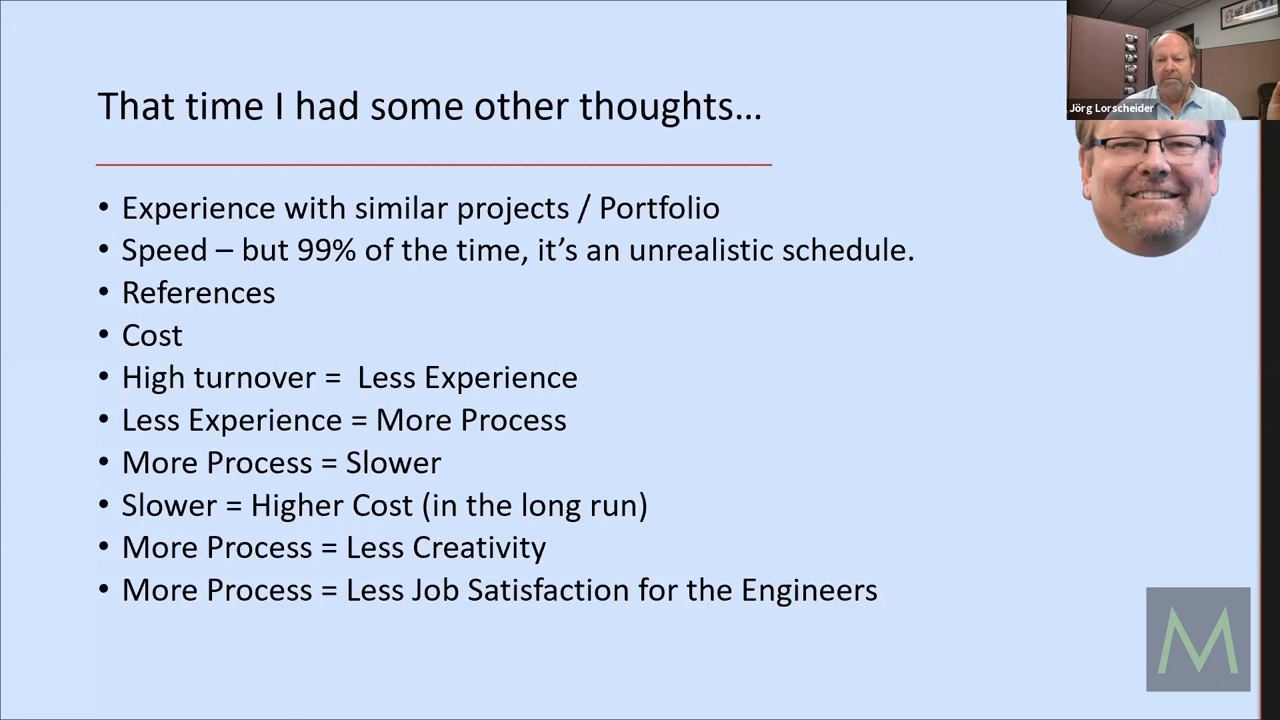 Jörg Lorscheider
That time I had some other thoughts...
• Experience with similar projects / Portfolio
• Speed – but 99% of the time, it’s an unrealistic schedule.
• References
• Cost
• High turnover =  Less Experience
• Less Experience = More Process
• More Process = Slower
• Slower = Higher Cost (in the long run)
• More Process = Less Creativity
• More Process = Less Job Satisfaction for the Engineers
M